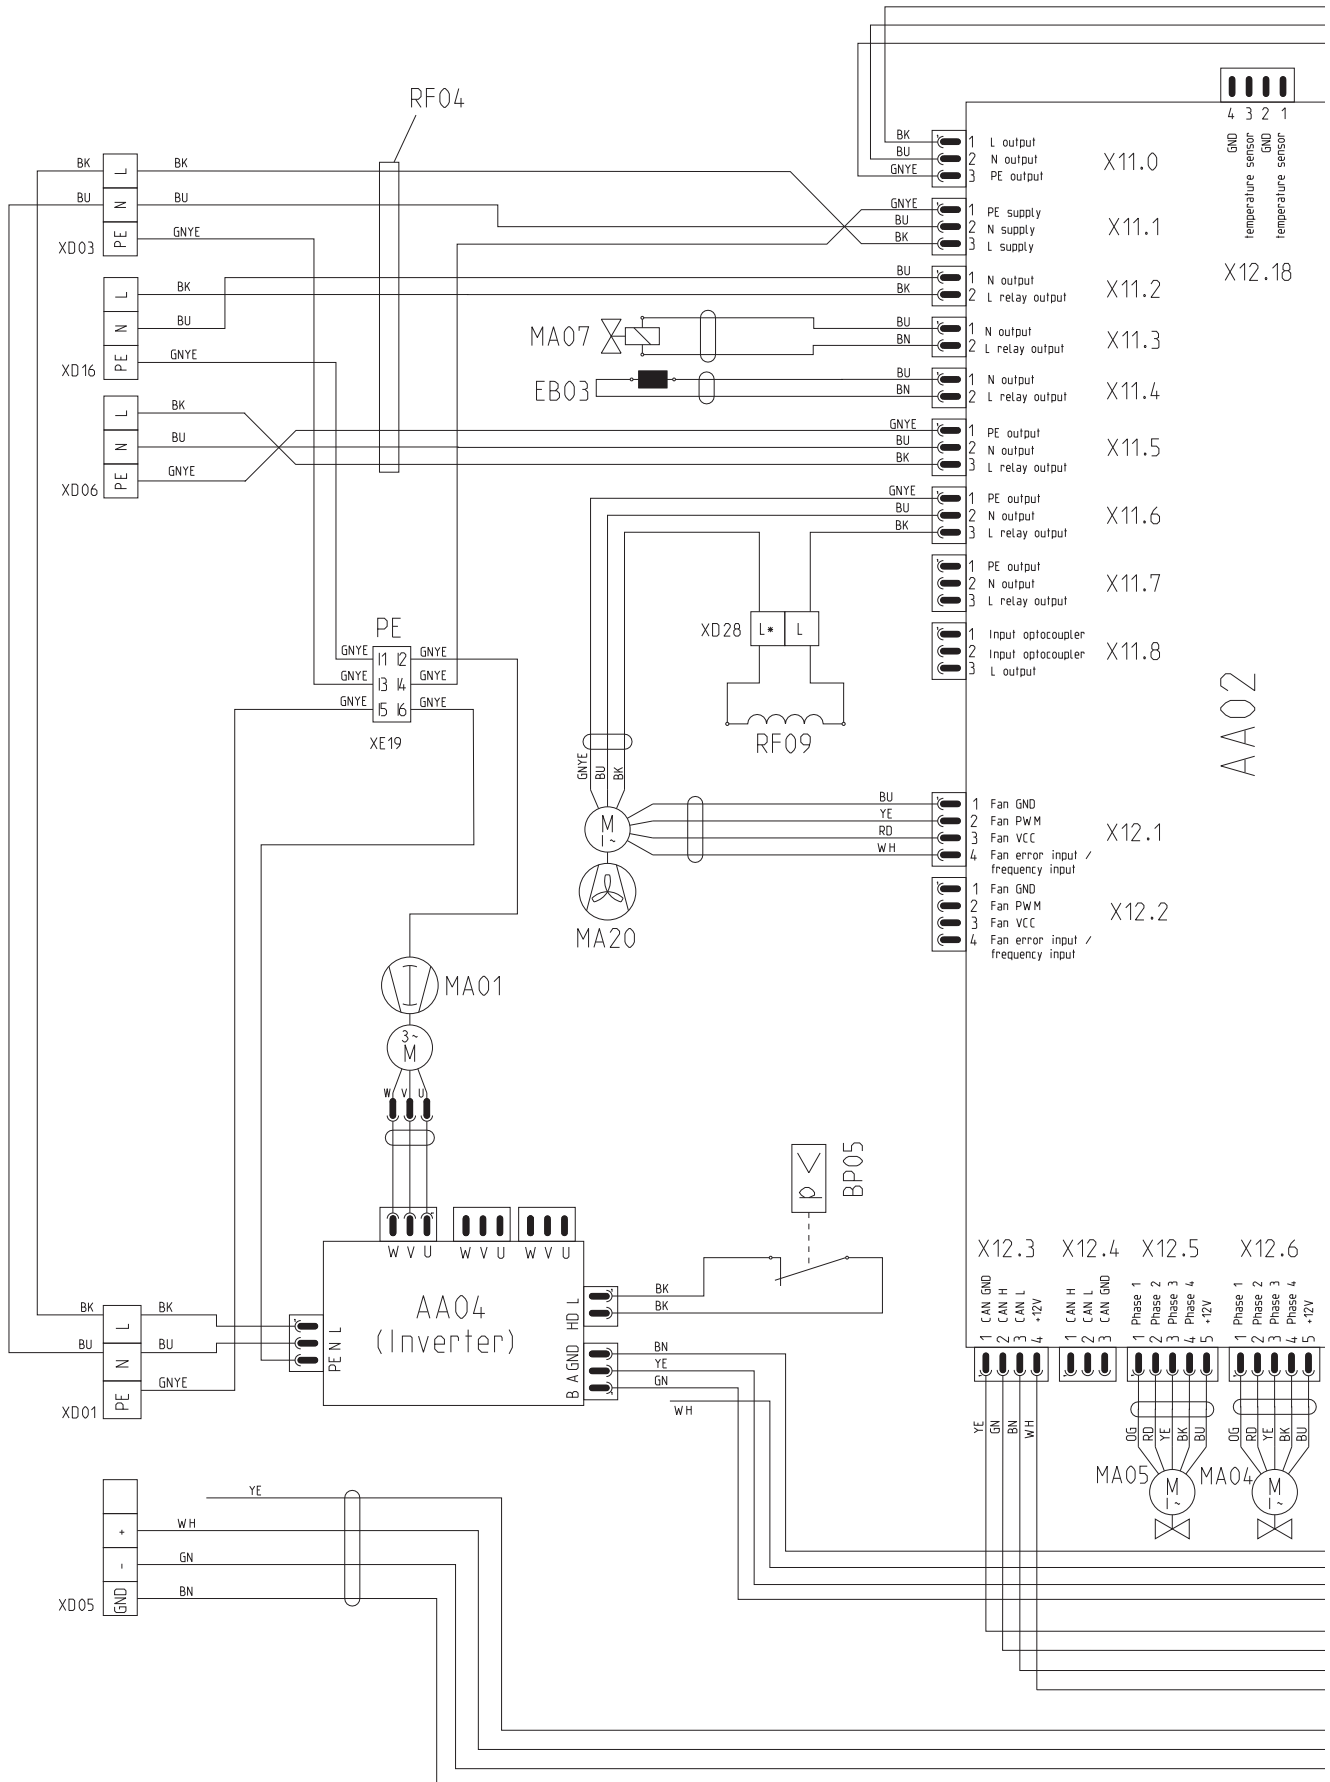 RF04
4 3 2 1
GND
temperature sensor
GND
temperature sensor
X12.18
BK 1 L output
BU 2 N output
GNYE 3 PE output
X11.0
BK L BK
BU N BU
XD03 PE GNYE
GNYE 1 PE supply
BU 2 N supply
BK 3 L supply
X11.1
L BK
N BU
XD16 PE GNYE
BU 1 N output
BK 2 L relay output
X11.2
MA07
BU 1 N output
BN 2 L relay output
X11.3
EB03
BU 1 N output
BN 2 L relay output
X11.4
L BK
N BU
XD06 PE GNYE
GNYE 1 PE output
BU 2 N output
BK 3 L relay output
X11.5
GNYE 1 PE output
BU 2 N output
BK 3 L relay output
X11.6
1 PE output
2 N output
3 L relay output
X11.7
XD28 L* L
1 Input optocoupler
2 Input optocoupler
3 L output
X11.8
PE
GNYE I1 I2 GNYE
GNYE I3 I4 GNYE
GNYE I5 I6 GNYE
XE19
RF09
AA02
GNYE
BU
BK
M
1~
MA20
BU 1 Fan GND
YE 2 Fan PWM
RD 3 Fan VCC
WH 4 Fan error input /
frequency input
X12.1
1 Fan GND
2 Fan PWM
3 Fan VCC
4 Fan error input /
frequency input
X12.2
MA01
3~
M
W V U
W V U
W V U
W V U
BP05
p
AA04
(Inverter)
BK L BK
BU N BU
XD01 PE GNYE
PE N L
HD L
BK
BK
B A GND
BN
YE
GN
WH
X12.3
CAN GND
CAN H
CAN L
+12V
1 2 3 4
YE
GN
BN
WH
X12.4
CAN H
CAN L
CAN GND
1 2 3
X12.5
Phase 1
Phase 2
Phase 3
Phase 4
+12V
1 2 3 4 5
OG
RD
YE
BK
BU
MA05
M
1~
X12.6
Phase 1
Phase 2
Phase 3
Phase 4
+12V
1 2 3 4 5
OG
RD
YE
BK
BU
MA04
M
1~
YE
+ WH
- GN
XD05 GND BN